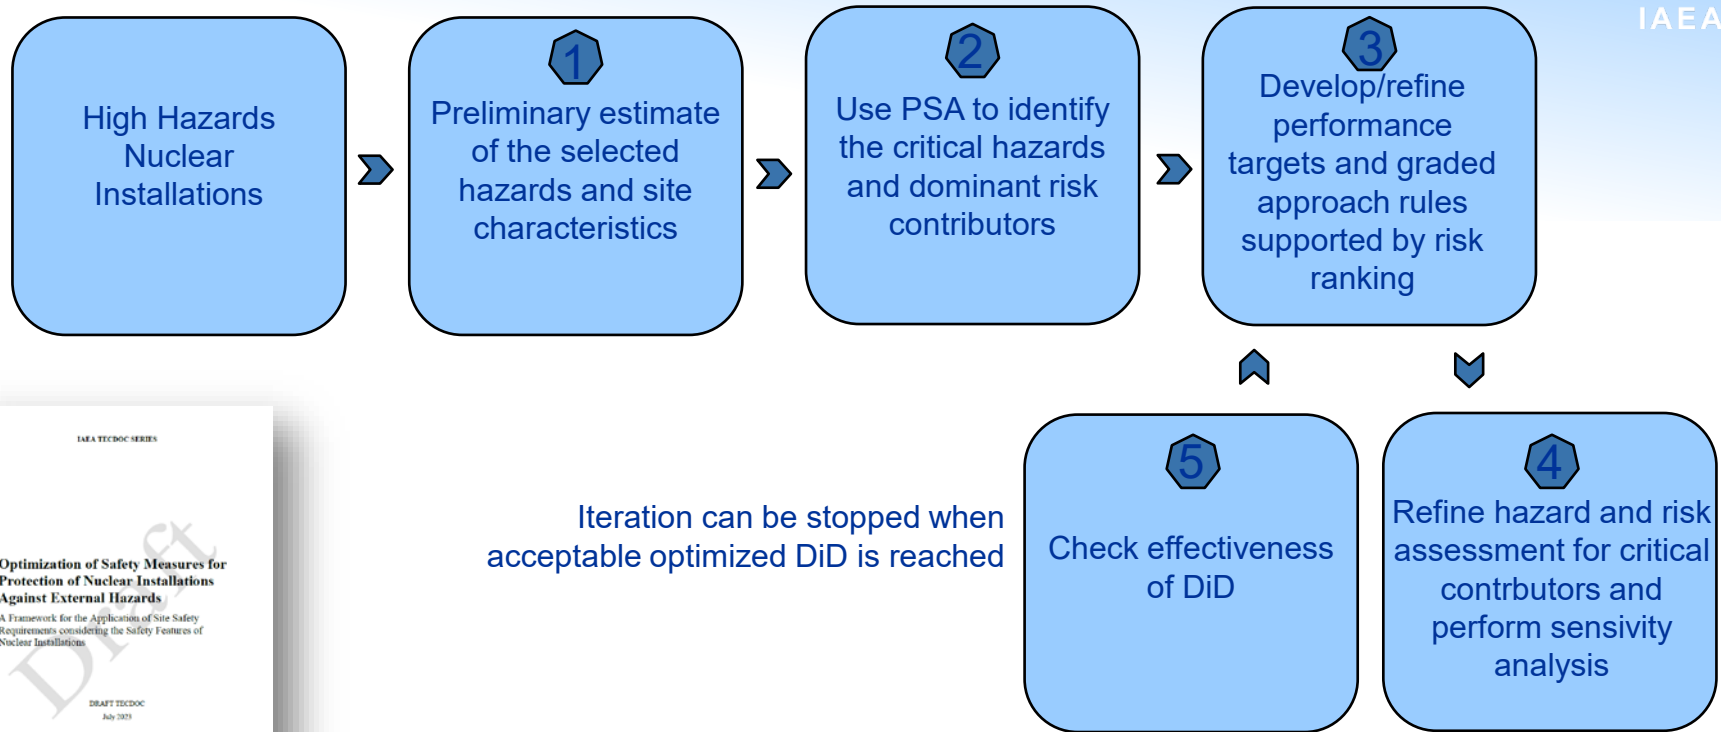 IAEA
High Hazards
Nuclear
Installations
1
Preliminary estimate
of the selected
hazards and site
characteristics
2
Use PSA to identify
the critical hazards
and dominant risk
contributors
3
Develop/refine
performance
targets and graded
approach rules
supported by risk
ranking
IAEA TECDOC SERIES
Draft
Optimization of Safety Measures for
Protection of Nuclear Installations
Against External Hazards
A Framework for the Application of Site Safety
Requirements considering the Safety Features of
Nuclear Installations
DRAFT TECDOC
July 2023
Iteration can be stopped when
acceptable optimized DiD is reached
5
Check effectiveness
of DiD
4
Refine hazard and risk
assessment for critical
contrbutors and
perform sensivity
analysis